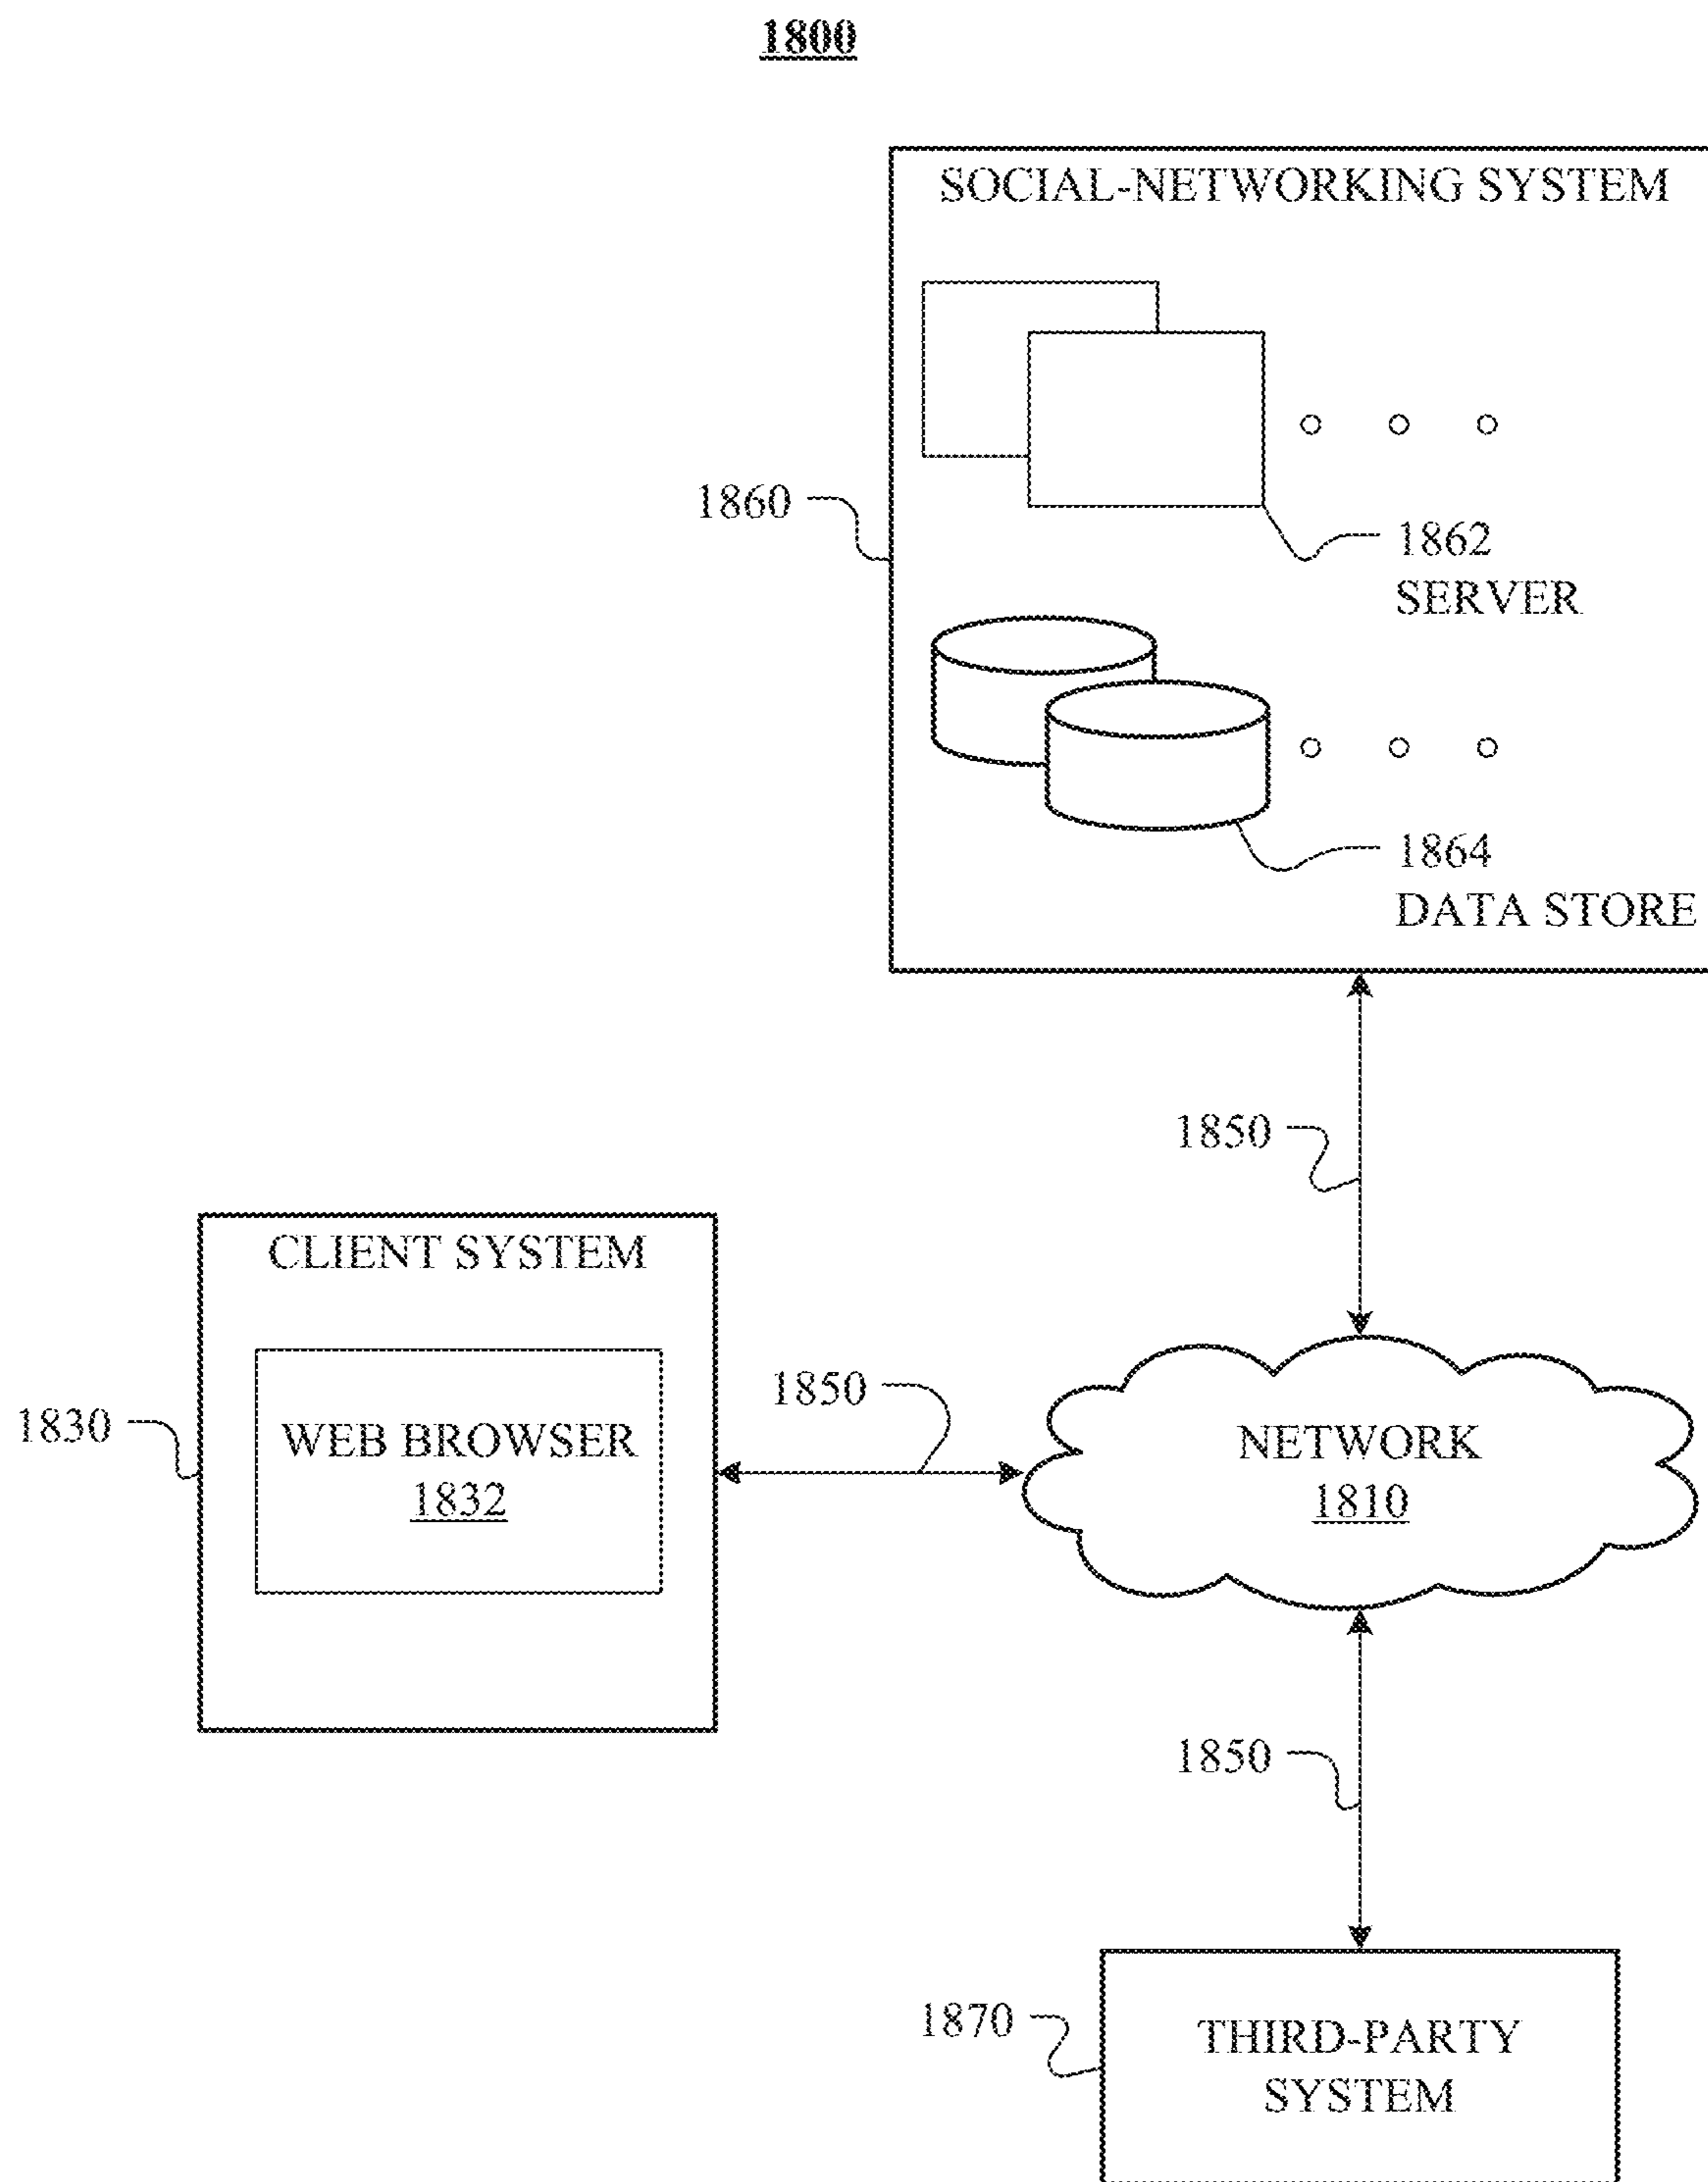 1800
SOCIAL-NETWORKING SYSTEM
1860
1862
SERVER
1864
DATA STORE
1850
CLIENT SYSTEM
1830
WEB BROWSER
1832
1850
NETWORK
1810
1850
1870
THIRD-PARTY
SYSTEM